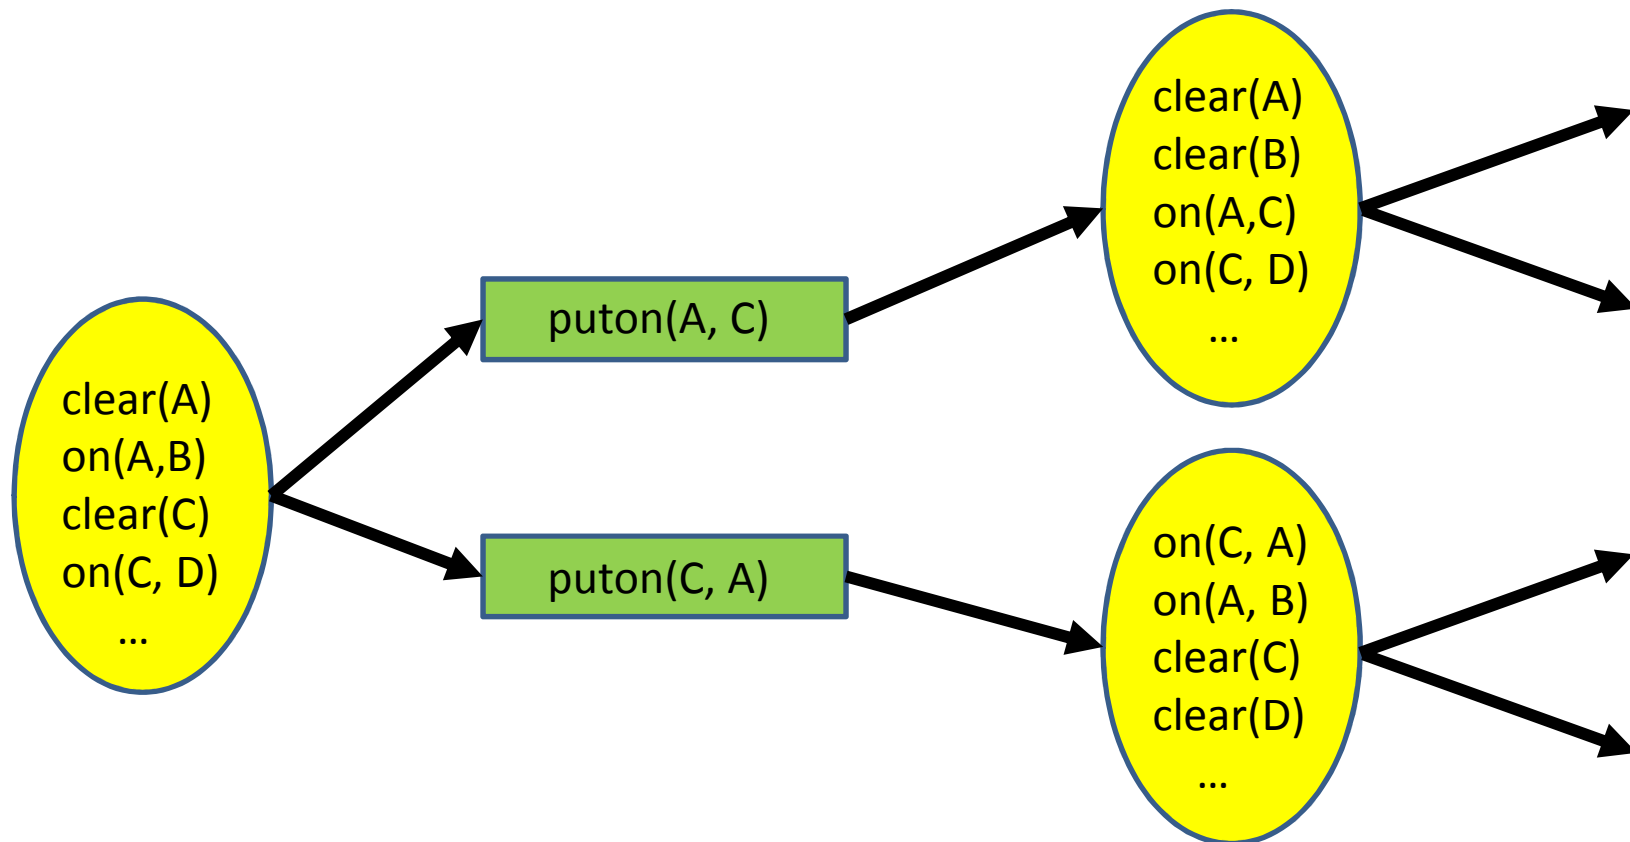 clear(A)
on(A,B)
clear(C)
on(C, D)
...
puton(A, C)
puton(C, A)
clear(A)
clear(B)
on(A,C)
on(C, D)
...
on(C, A)
on(A, B)
clear(C)
clear(D)
...